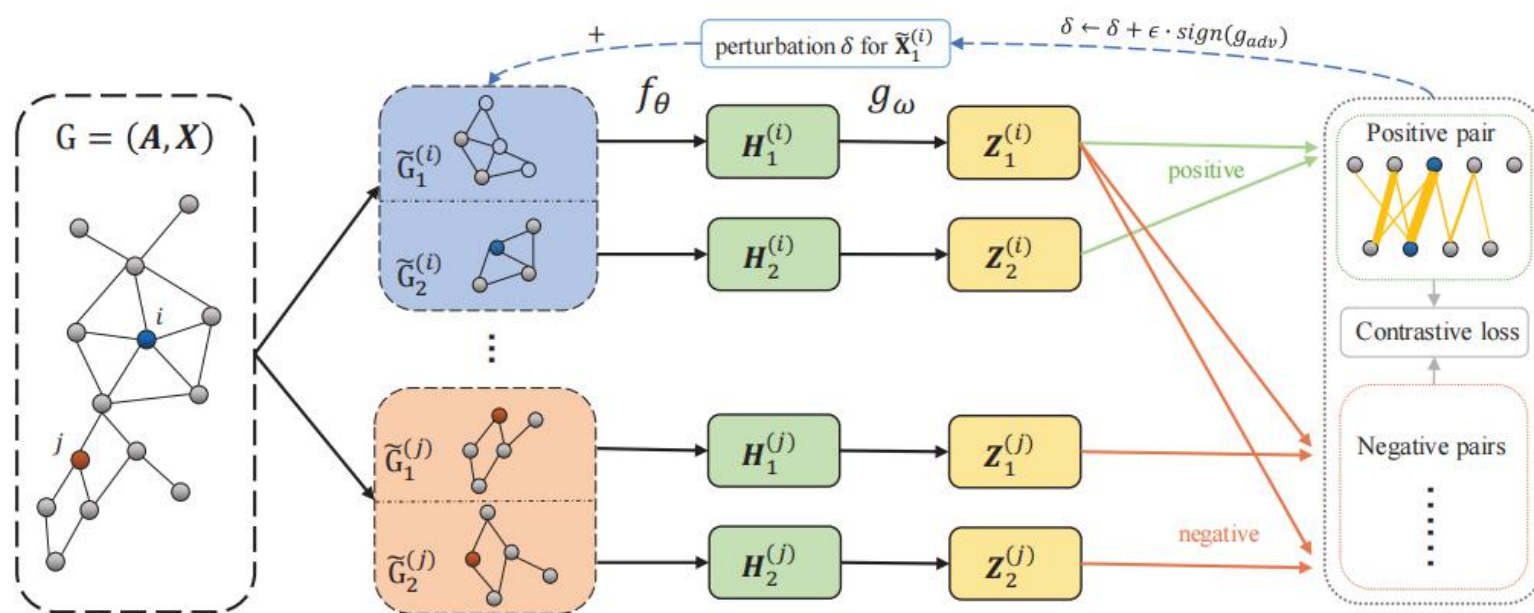 δ ← δ + ϵ · sign(g_adv)
+
perturbation δ for X̃₁⁽ⁱ⁾
f_θ
g_ω
G = (A, X)
i
j
G̃₁⁽ⁱ⁾
H₁⁽ⁱ⁾
Z₁⁽ⁱ⁾
positive
Positive pair
G̃₂⁽ⁱ⁾
H₂⁽ⁱ⁾
Z₂⁽ⁱ⁾
Contrastive loss
G̃₁⁽ʲ⁾
H₁⁽ʲ⁾
Z₁⁽ʲ⁾
Negative pairs
G̃₂⁽ʲ⁾
H₂⁽ʲ⁾
Z₂⁽ʲ⁾
negative